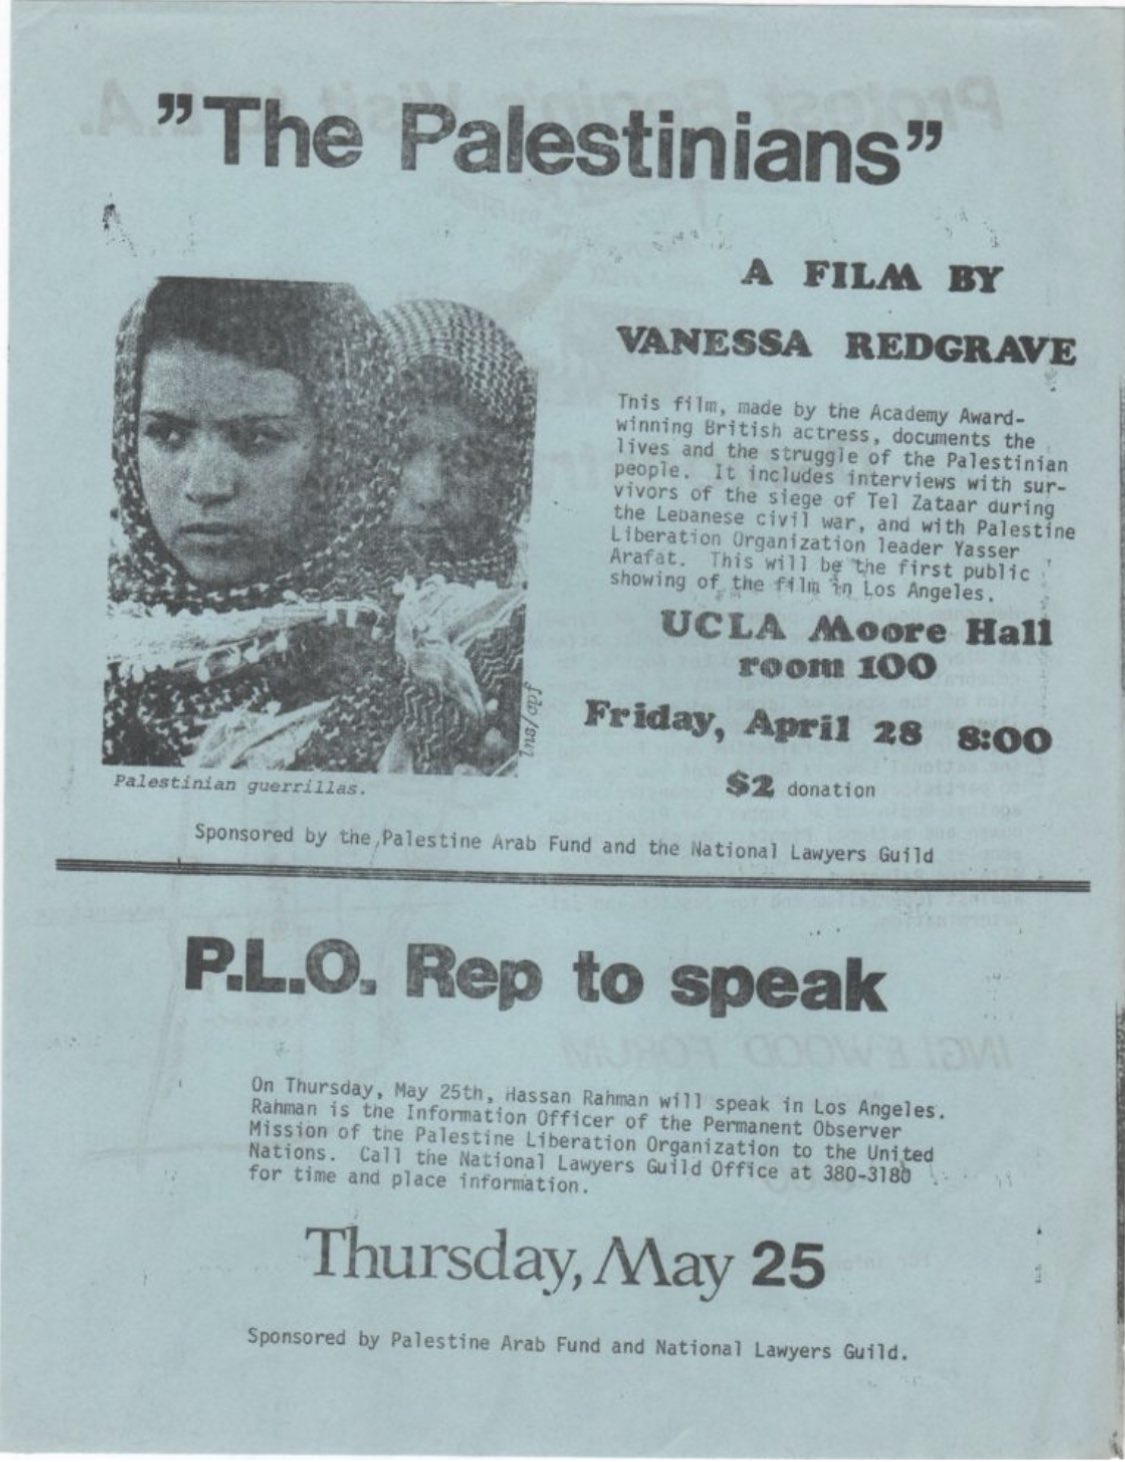 "The Palestinians"
A FILM BY
VANESSA REDGRAVE
This film, made by the Academy Award-
winning British actress, documents the
lives and the struggle of the Palestinian
people. It includes interviews with sur-
vivors of the siege of Tel Zataar during
the Lebanese civil war, and with Palestine
Liberation Organization leader Yasser
Arafat. This will be the first public
showing of the film in Los Angeles.
UCLA Moore Hall
room 100
Friday, April 28 8:00
$2 donation
Palestinian guerrillas.
Sponsored by the Palestine Arab Fund and the National Lawyers Guild
P.L.O. Rep to speak
On Thursday, May 25th, Hassan Rahman will speak in Los Angeles.
Rahman is the Information Officer of the Permanent Observer
Mission of the Palestine Liberation Organization to the United
Nations. Call the National Lawyers Guild Office at 380-3180
for time and place information.
Thursday, May 25
Sponsored by Palestine Arab Fund and National Lawyers Guild.